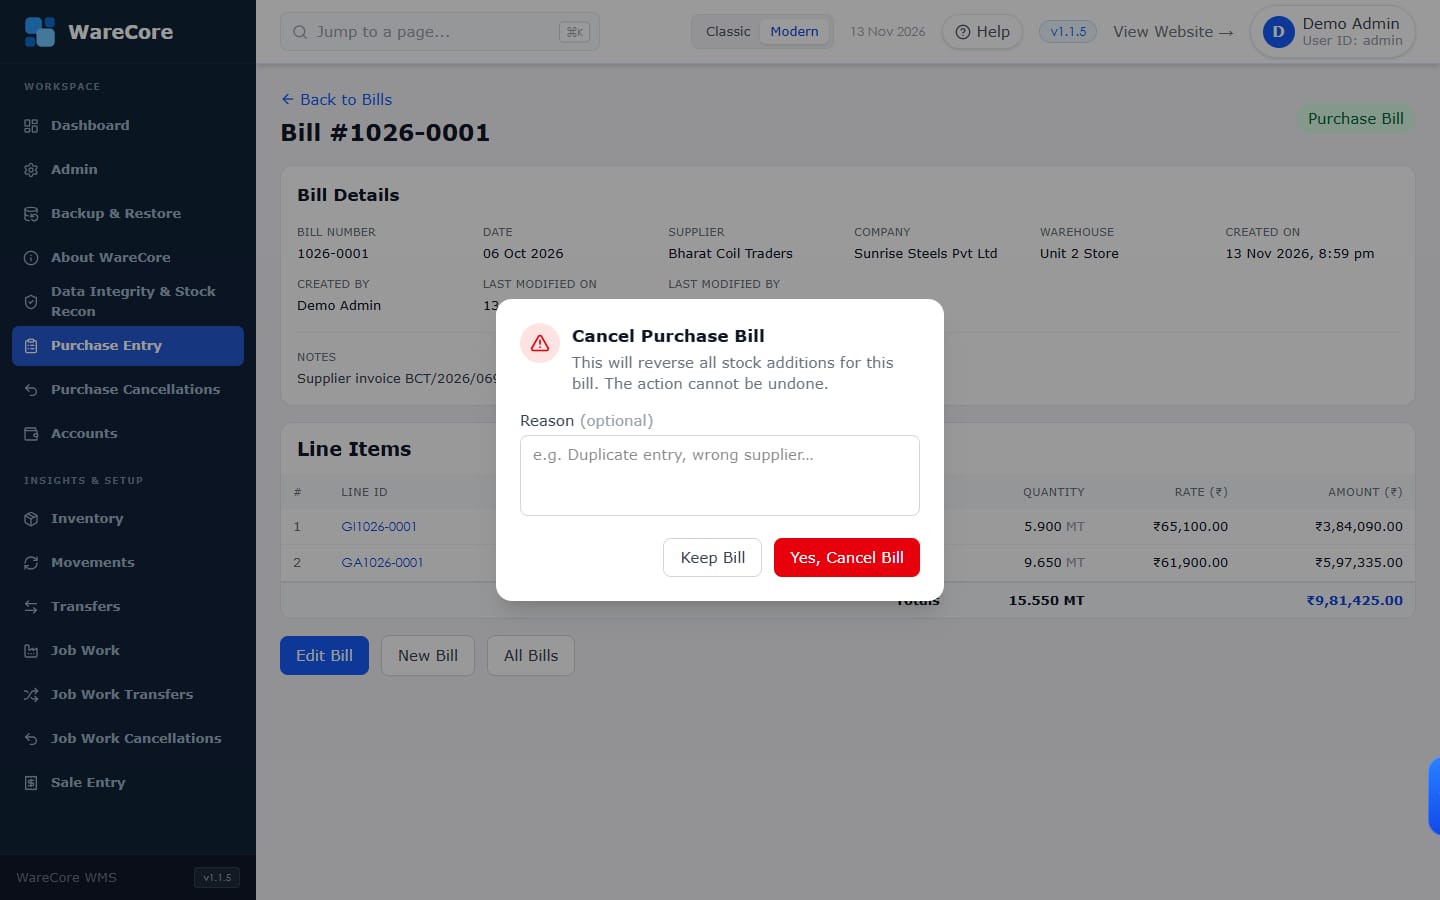 WareCore
Jump to a page...
⌘K
Classic
Modern
13 Nov 2026
Help
v1.1.5
View Website →
D
Demo Admin
User ID: admin
WORKSPACE
Dashboard
Admin
Backup & Restore
About WareCore
Data Integrity & Stock
Recon
Purchase Entry
Purchase Cancellations
Accounts
INSIGHTS & SETUP
Inventory
Movements
Transfers
Job Work
Job Work Transfers
Job Work Cancellations
Sale Entry
WareCore WMS
v1.1.5
← Back to Bills
Bill #1026-0001
Purchase Bill
Bill Details
BILL NUMBER
DATE
SUPPLIER
COMPANY
WAREHOUSE
CREATED ON
1026-0001
06 Oct 2026
Bharat Coil Traders
Sunrise Steels Pvt Ltd
Unit 2 Store
13 Nov 2026, 8:59 pm
CREATED BY
LAST MODIFIED ON
LAST MODIFIED BY
Demo Admin
13
NOTES
Supplier invoice BCT/2026/069
Line Items
#
LINE ID
QUANTITY
RATE (₹)
AMOUNT (₹)
1
GI1026-0001
5.900 MT
₹65,100.00
₹3,84,090.00
2
GA1026-0001
9.650 MT
₹61,900.00
₹5,97,335.00
Totals
15.550 MT
₹9,81,425.00
Edit Bill
New Bill
All Bills
Cancel Purchase Bill
This will reverse all stock additions for this
bill. The action cannot be undone.
Reason (optional)
e.g. Duplicate entry, wrong supplier...
Keep Bill
Yes, Cancel Bill